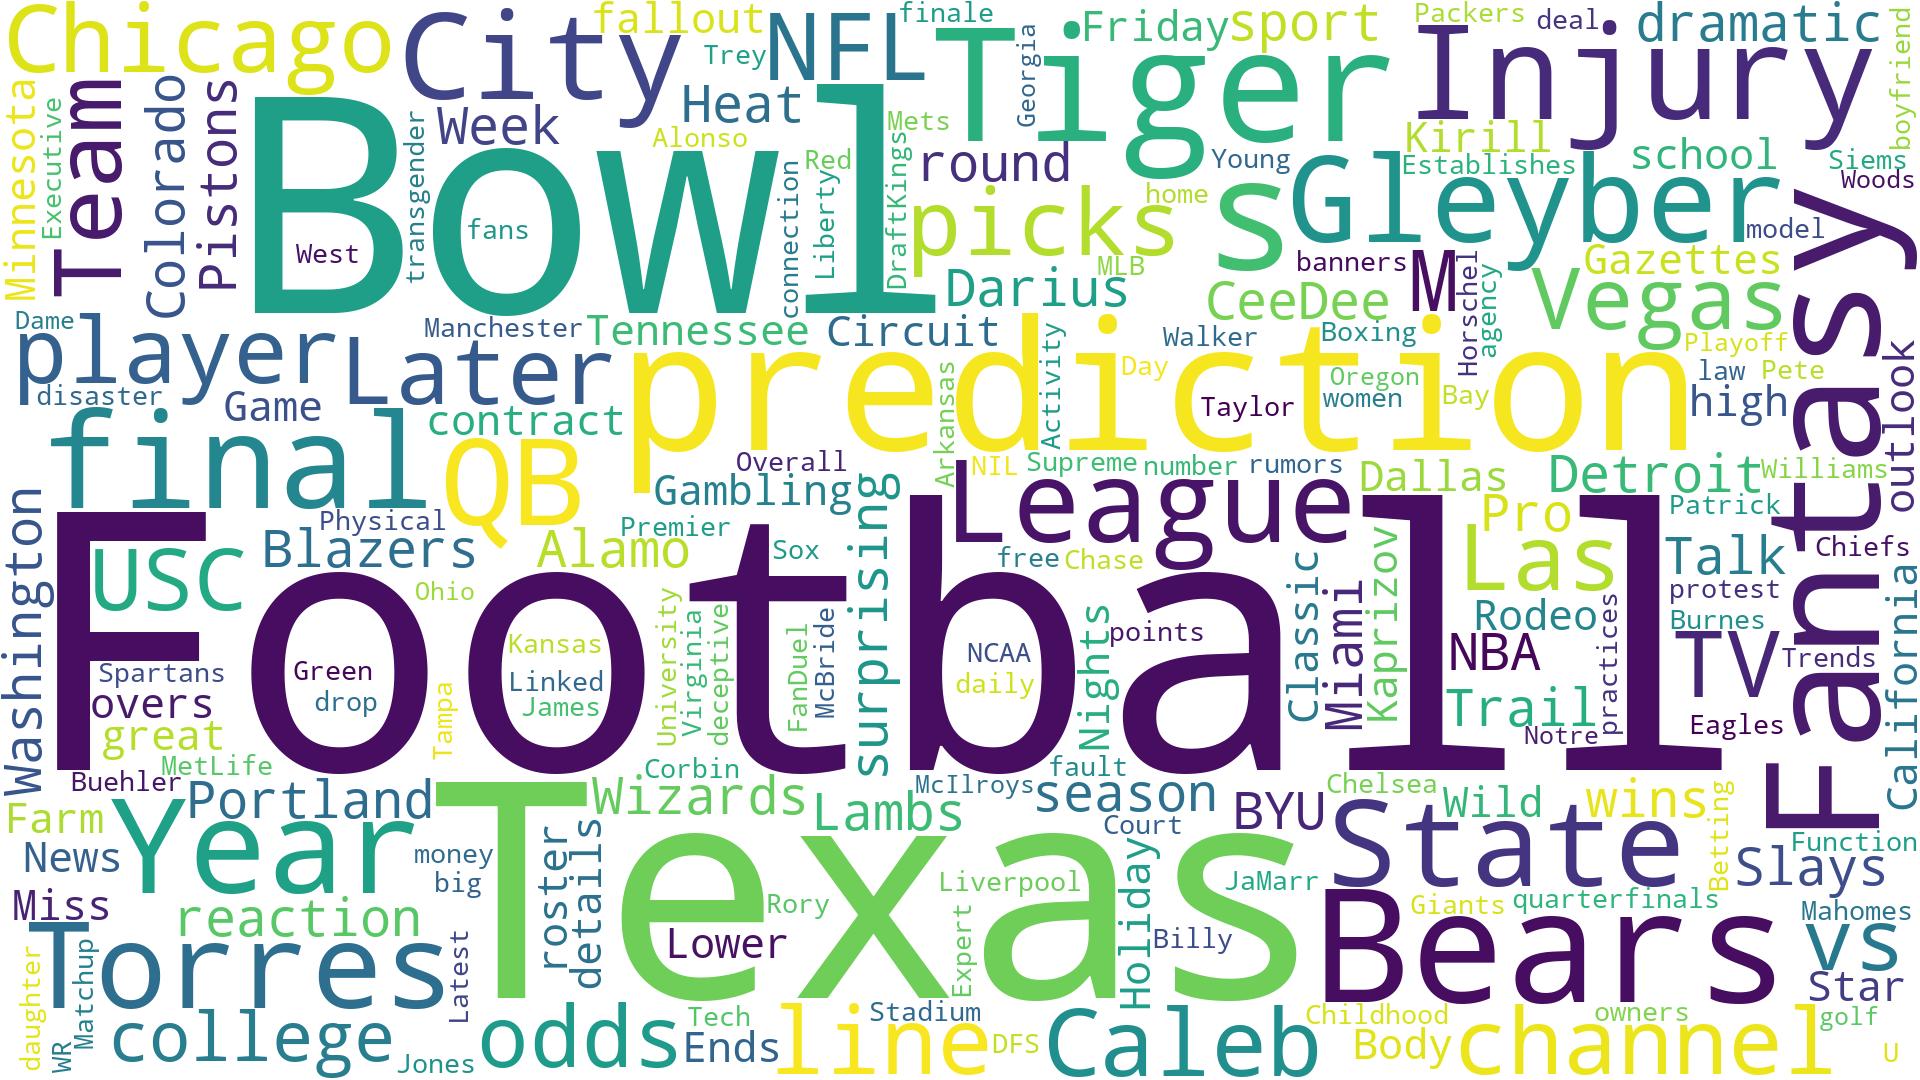 Chicago
City
fallout
NFL
finale
Trey
Tiger
Georgia
Friday
sport
Packers
deal
dramatic
boyfriend
Injury
Minnesota
Executive
Team
Colorado
Pistons
Bowl
transgender
Week
Heat
Alonso
Mets
Red
round
Young
Kirill
Establishes
school
Siems
Woods
West
fans
connection
Liberty
DraftKings
picks
home
s
Gleyber
model
MLB
banners
M
Horschel
agency
Gazettes
Darius
CeeDee
Vegas
Fantasy
Dame
player
Manchester
Later
Tennessee
Circuit
prediction
Activity
Day
Walker
Boxing
Playoff
outlook
disaster
Game
contract
Arkansas
Taylor
Oregon
women
Bay
law
Pete
high
final
QB
Overall
Gambling
surprising
NIL
Supreme
number
rumors
League
Dallas
Detroit
Williams
Washington
Physical
Premier
Pro
Patrick
Football
USC
Blazers
Alamo
Sox
free
Chase
Classic
Miami
Kaprizov
Las
Talk
Chiefs
California
Ohio
protest
Rodeo
practices
Burnes
Kansas
University
Virginia
deceptive
FanDuel
McBride
NCAA
points
NBA
TV
Trends
Spartans
Green
Linked
daily
Nights
overs
drop
James
Tampa
Trail
Eagles
great
Notre
MetLife
Buehler
Corbin
fault
Chelsea
Portland
Texas
Wizards
McIlroys
season
BYU
Wild
wins
Betting
Farm
Year
Lambs
Court
State
Function
News
money
roster
details
Holiday
JaMarr
Slays
big
Liverpool
Miss
reaction
Rory
Expert
Bears
Giants
quarterfinals
Mahomes
Torres
Latest
Lower
Billy
vs
daughter
Matchup
Star
WR
college
Jones
odds
Tech
Ends
line
Stadium
DFS
Caleb
Childhood
Body
channel
owners
golf
U